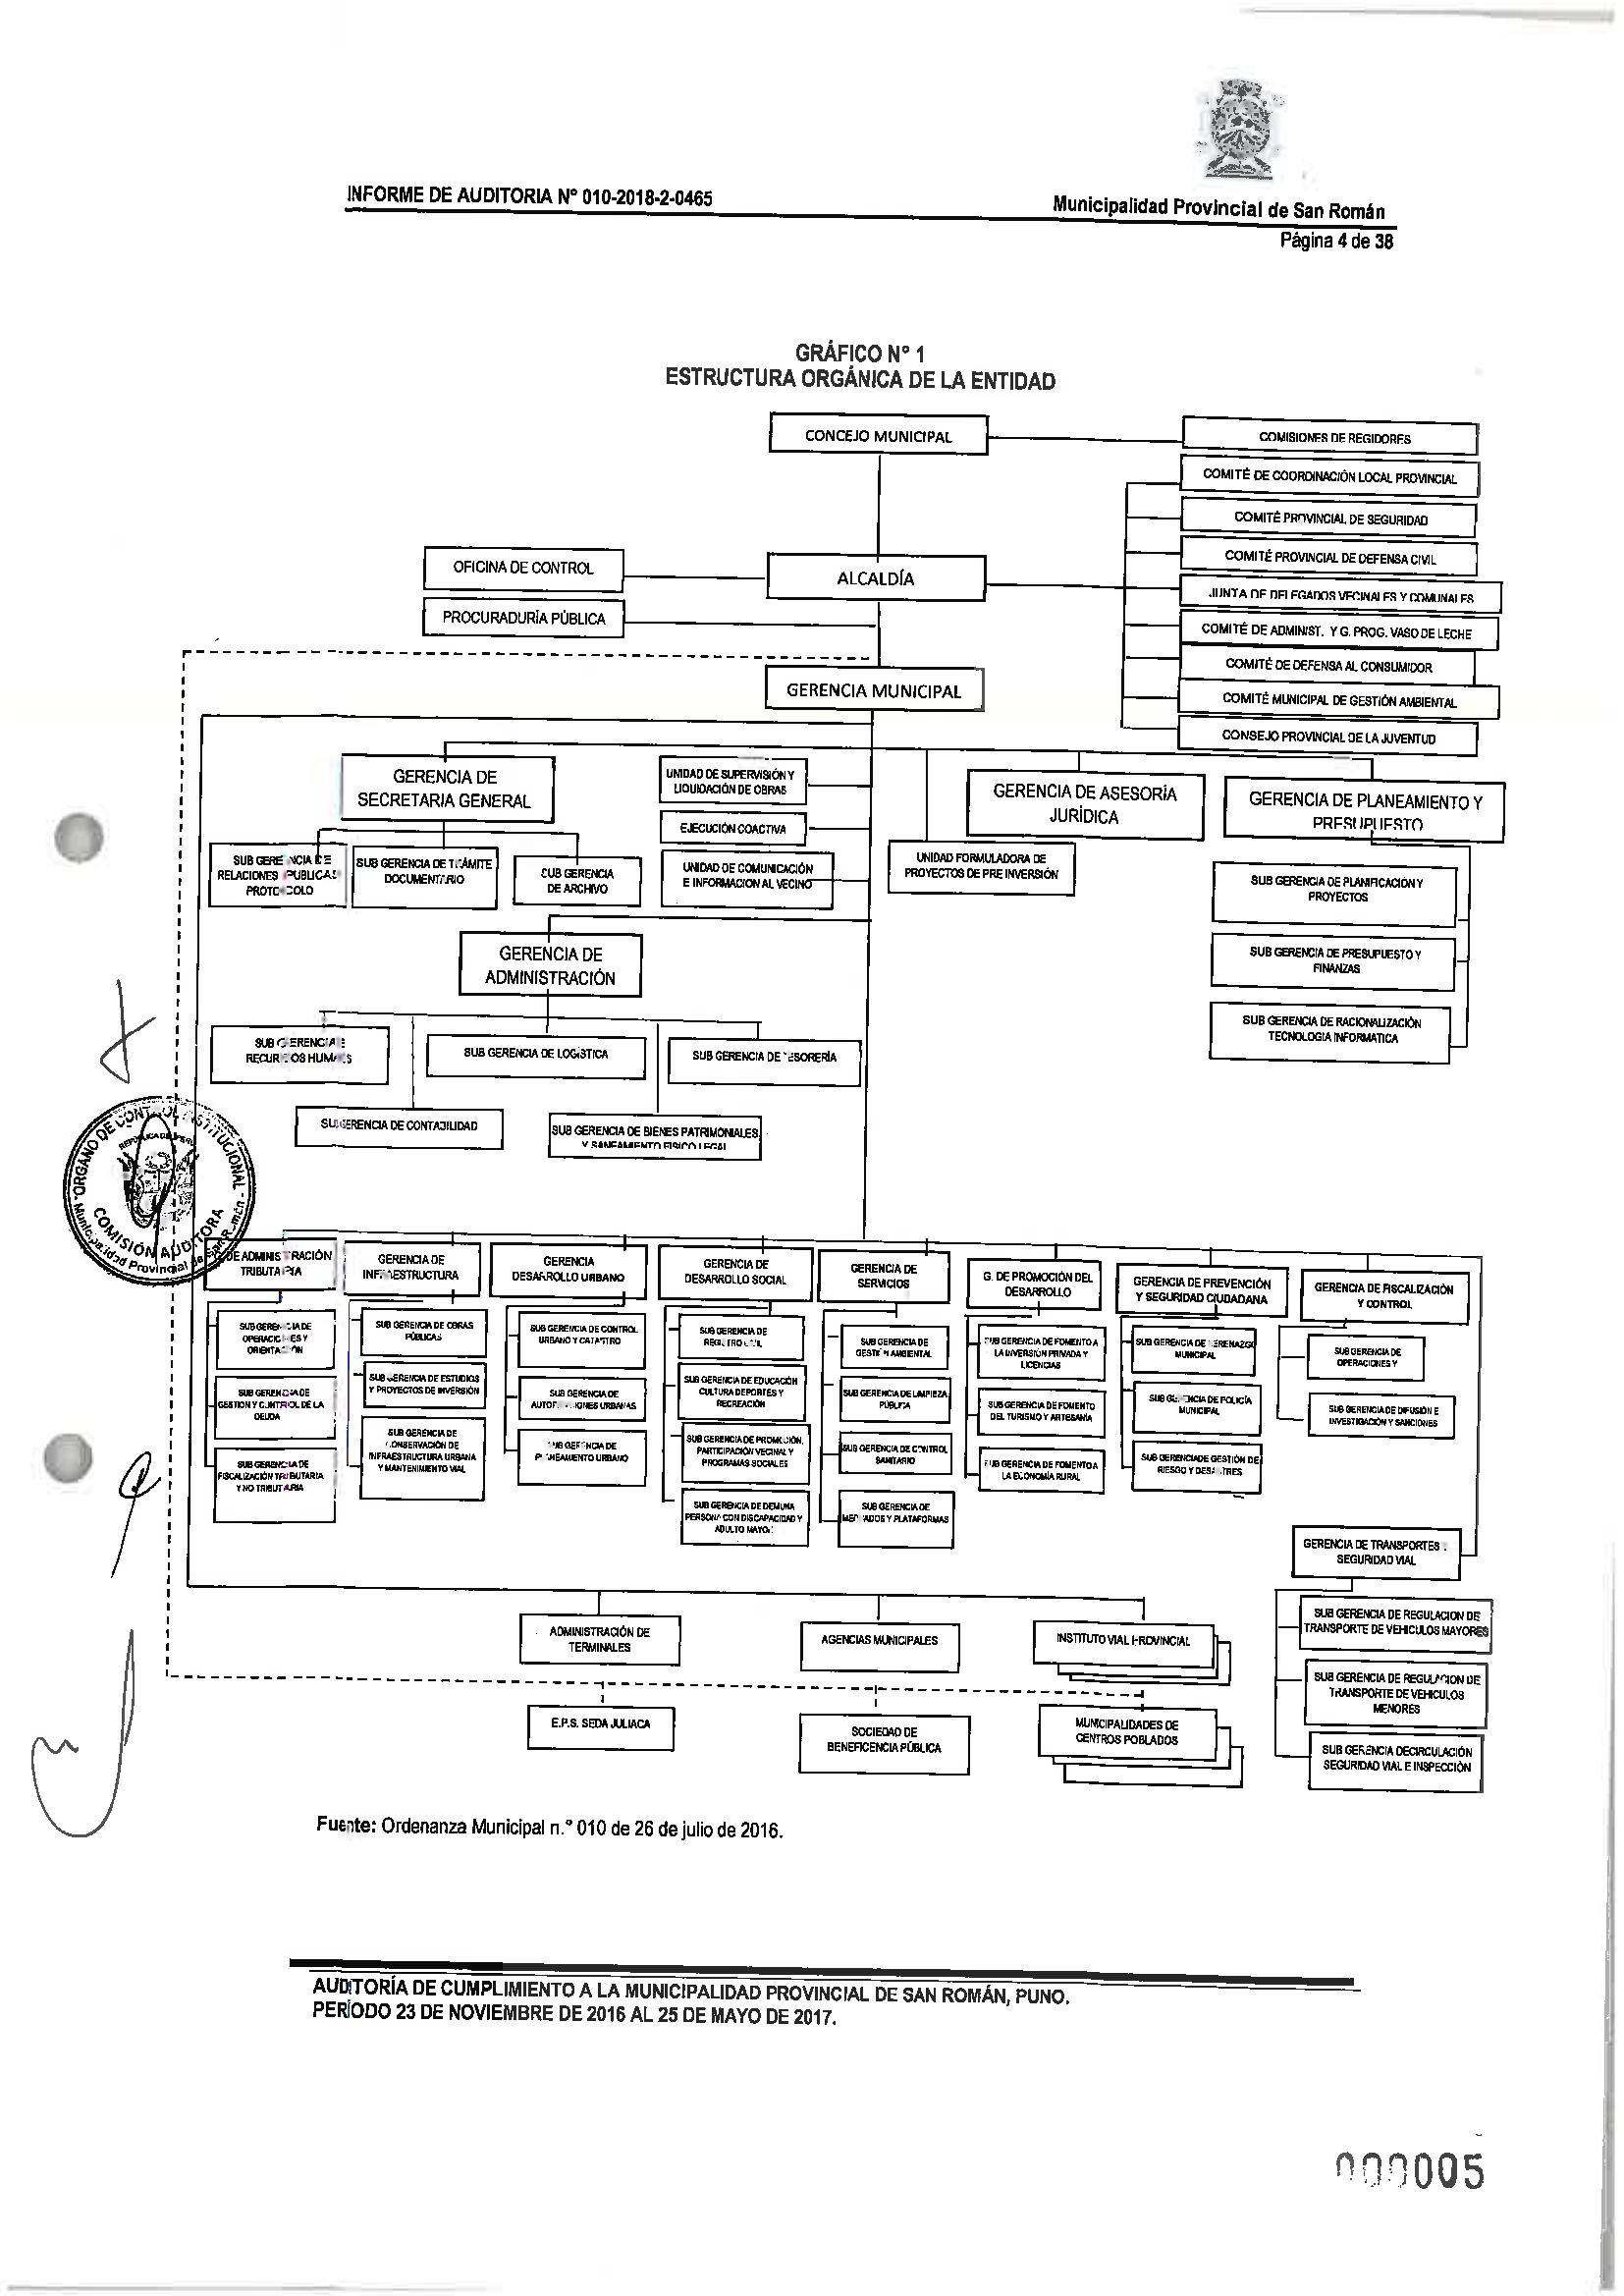 INFORME DE AUDITORIA N° 010-2018-2-0465
Municipalidad Provincial de San Román
Página 4 de 38
GRÁFICO N° 1
ESTRUCTURA ORGÁNICA DE LA ENTIDAD
CONCEJO MUNICIPAL
COMISIONES DE REGIDORES
COMITÉ DE COORDINACIÓN LOCAL PROVINCIAL
COMITÉ PROVINCIAL DE SEGURIDAD
COMITÉ PROVINCIAL DE DEFENSA CIVIL
JUNTA DE DELEGADOS VECINALES Y COMUNALES
COMITÉ DE ADMINIST. Y G. PROG. VASO DE LECHE
COMITÉ DE DEFENSA AL CONSUMIDOR
COMITÉ MUNICIPAL DE GESTIÓN AMBIENTAL
CONSEJO PROVINCIAL DE LA JUVENTUD
OFICINA DE CONTROL
ALCALDÍA
PROCURADURÍA PÚBLICA
GERENCIA MUNICIPAL
GERENCIA DE
SECRETARIA GENERAL
UNIDAD DE SUPERVISIÓN Y
LIQUIDACIÓN DE OBRAS
EJECUCIÓN COACTIVA
UNIDAD DE COMUNICACIÓN
E INFORMACION AL VECINO
GERENCIA DE ASESORÍA
JURÍDICA
GERENCIA DE PLANEAMIENTO Y
PRESUPUESTO
SUB GERENCIA DE
RELACIONES PUBLICAS
PROTOCOLO
SUB GERENCIA DE TRÁMITE
DOCUMENTARIO
SUB GERENCIA
DE ARCHIVO
UNIDAD FORMULADORA DE
PROYECTOS DE PRE INVERSIÓN
SUB GERENCIA DE PLANIFICACIÓN Y
PROYECTOS
SUB GERENCIA DE PRESUPUESTO Y
FINANZAS
SUB GERENCIA DE RACIONALIZACIÓN
TECNOLOGIA INFORMATICA
GERENCIA DE
ADMINISTRACIÓN
SUB GERENCIA
RECURSOS HUMANOS
SUB GERENCIA DE LOGÍSTICA
SUB GERENCIA DE TESORERÍA
SUB GERENCIA DE CONTABILIDAD
SUB GERENCIA DE BIENES PATRIMONIALES
Y SANEAMIENTO FISICO LEGAL
ORGANO DE CONTROL INSTITUCIONAL
REPÚBLICA DEL PERÚ
COMISIÓN AUDITORA
Municipalidad Provincial de San Román
G. DE ADMINISTRACIÓN
TRIBUTARIA
SUB GERENCIA DE
OPERACIONES Y
ORIENTACIÓN
SUB GERENCIA DE
GESTION Y CONTROL DE LA
DEUDA
SUB GERENCIA DE
FISCALIZACIÓN TRIBUTARIA
Y NO TRIBUTARIA
GERENCIA DE
INFRAESTRUCTURA
SUB GERENCIA DE OBRAS
PÚBLICAS
SUB GERENCIA DE ESTUDIOS
Y PROYECTOS DE INVERSIÓN
SUB GERENCIA DE
CONSERVACIÓN DE
INFRAESTRUCTURA URBANA
Y MANTENIMIENTO VIAL
GERENCIA
DESARROLLO URBANO
SUB GERENCIA DE CONTROL
URBANO Y CATASTRO
SUB GERENCIA DE
AUTORIZACIONES URBANAS
SUB GERENCIA DE
PLANEAMIENTO URBANO
GERENCIA DE
DESARROLLO SOCIAL
SUB GERENCIA DE
REGISTRO CIVIL
SUB GERENCIA DE EDUCACIÓN
CULTURA DEPORTES Y
RECREACIÓN
SUB GERENCIA DE PROMOCIÓN,
PARTICIPACIÓN VECINAL Y
PROGRAMAS SOCIALES
SUB GERENCIA DE DEMUNA
PERSONA CON DISCAPACIDAD Y
ADULTO MAYOR
GERENCIA DE
SERVICIOS
SUB GERENCIA DE
GESTIÓN AMBIENTAL
SUB GERENCIA DE LIMPIEZA
PÚBLICA
SUB GERENCIA DE CONTROL
SANITARIO
SUB GERENCIA DE
MERCADOS Y PLATAFORMAS
G. DE PROMOCIÓN DEL
DESARROLLO
SUB GERENCIA DE FOMENTO A
LA INVERSIÓN PRIVADA Y
LICENCIAS
SUB GERENCIA DE FOMENTO
DEL TURISMO Y ARTESANÍA
SUB GERENCIA DE FOMENTO A
LA ECONOMÍA RURAL
GERENCIA DE PREVENCIÓN
Y SEGURIDAD CIUDADANA
SUB GERENCIA DE SERENAZGO
MUNICIPAL
SUB GERENCIA DE POLICÍA
MUNICIPAL
SUB GERENCIA DE GESTIÓN DE
RIESGO Y DESASTRES
GERENCIA DE FISCALIZACIÓN
Y CONTROL
SUB GERENCIA DE
OPERACIONES Y
SUB GERENCIA DE DIFUSIÓN E
INVESTIGACIÓN Y SANCIONES
GERENCIA DE TRANSPORTES Y
SEGURIDAD VIAL
SUB GERENCIA DE REGULACION DE
TRANSPORTE DE VEHICULOS MAYORES
SUB GERENCIA DE REGULACION DE
TRANSPORTE DE VEHICULOS
MENORES
SUB GERENCIA DECIRCULACIÓN
SEGURIDAD VIAL E INSPECCIÓN
ADMINISTRACIÓN DE
TERMINALES
AGENCIAS MUNICIPALES
INSTITUTO VIAL PROVINCIAL
E.P.S. SEDA JULIACA
SOCIEDAD DE
BENEFICENCIA PÚBLICA
MUNICIPALIDADES DE
CENTROS POBLADOS
Fuente: Ordenanza Municipal n.° 010 de 26 de julio de 2016.
AUDITORÍA DE CUMPLIMIENTO A LA MUNICIPALIDAD PROVINCIAL DE SAN ROMÁN, PUNO.
PERÍODO 23 DE NOVIEMBRE DE 2016 AL 25 DE MAYO DE 2017.
000005